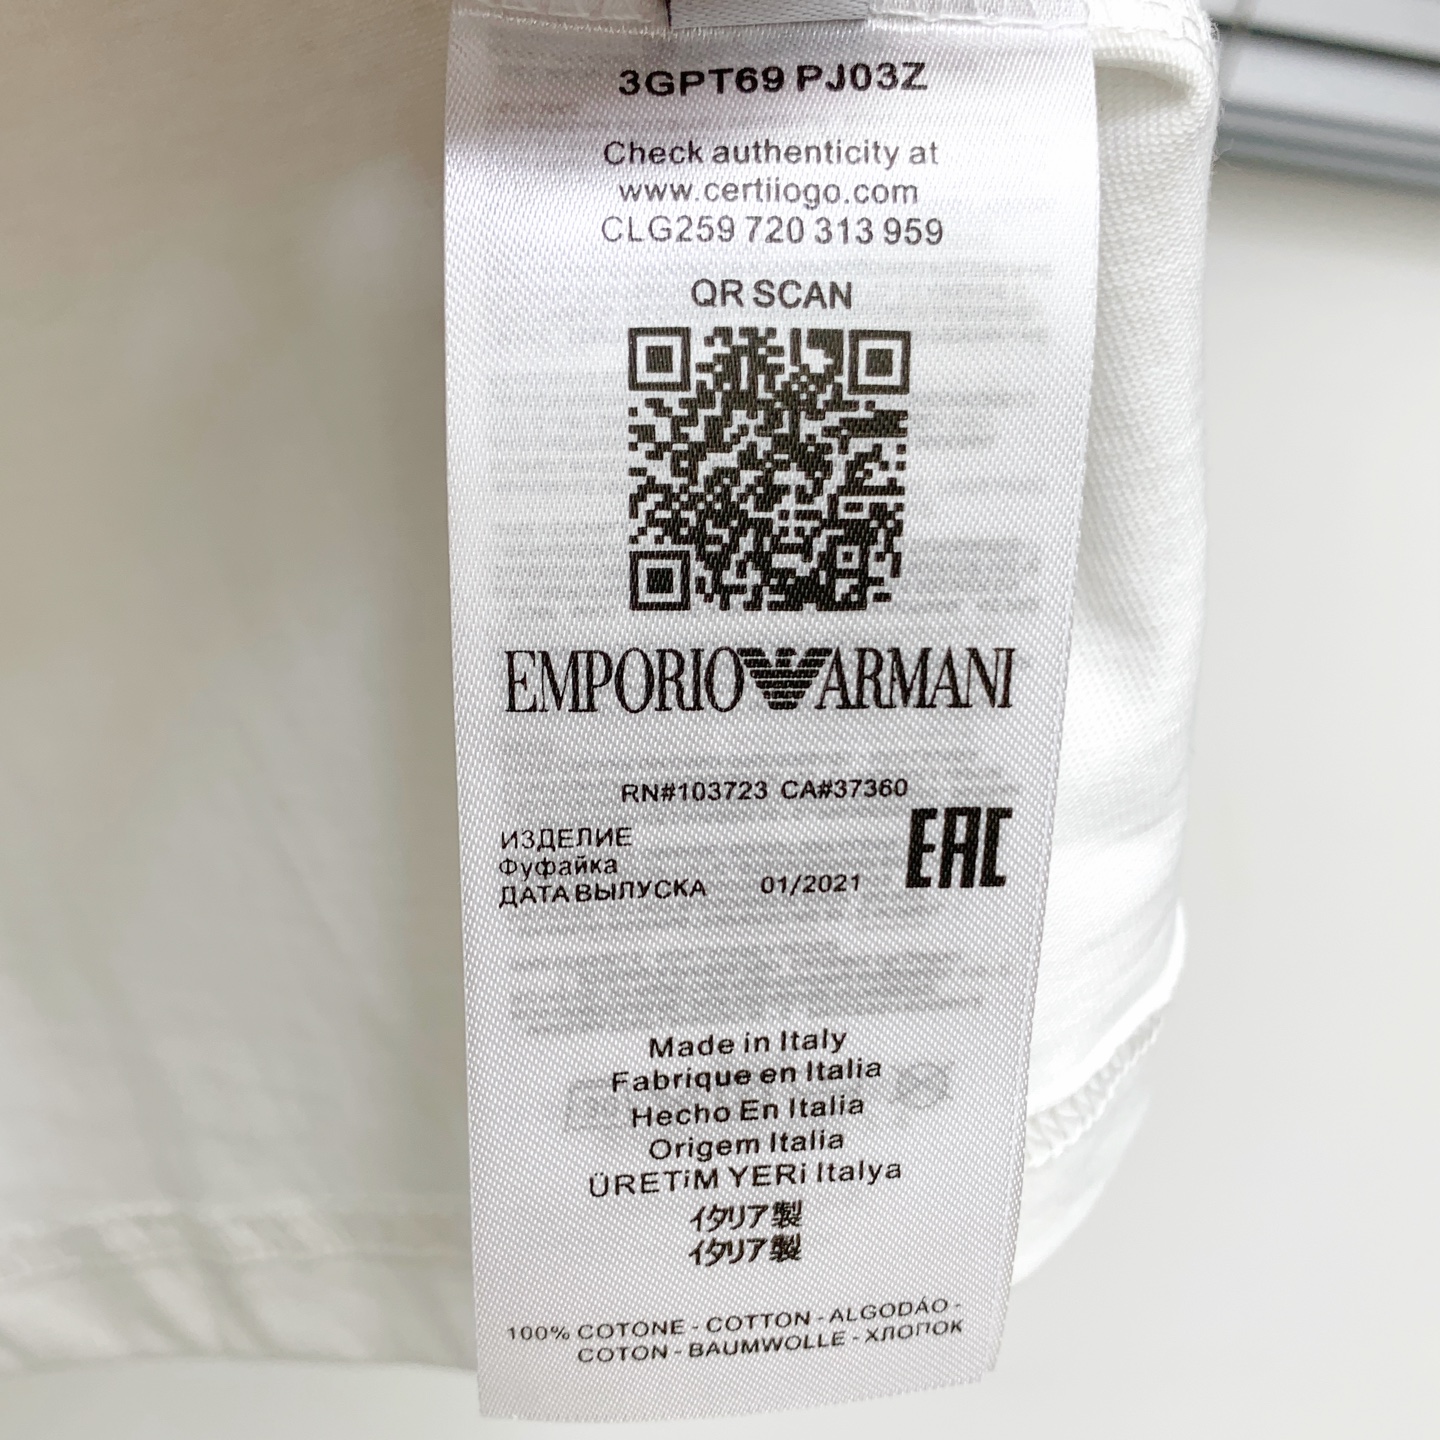 3GPT69 PJ03Z
Check authenticity at
www.certiiogo.com
CLG259 720 313 959
QR SCAN
EMPORIO ARMANI
RN#103723 CA#37360
EAC
ИЗДЕЛИЕ
Фуфайка
ДАТА ВЫЛУСКА 01/2021
Made in Italy
Fabrique en Italia
Hecho En Italia
Origem Italia
ÜRETiM YERi Italya
イタリア製
イタリア製
100% COTONE - COTTON - ALGODÁO -
COTON - BAUMWOLLE - ХЛОПОК